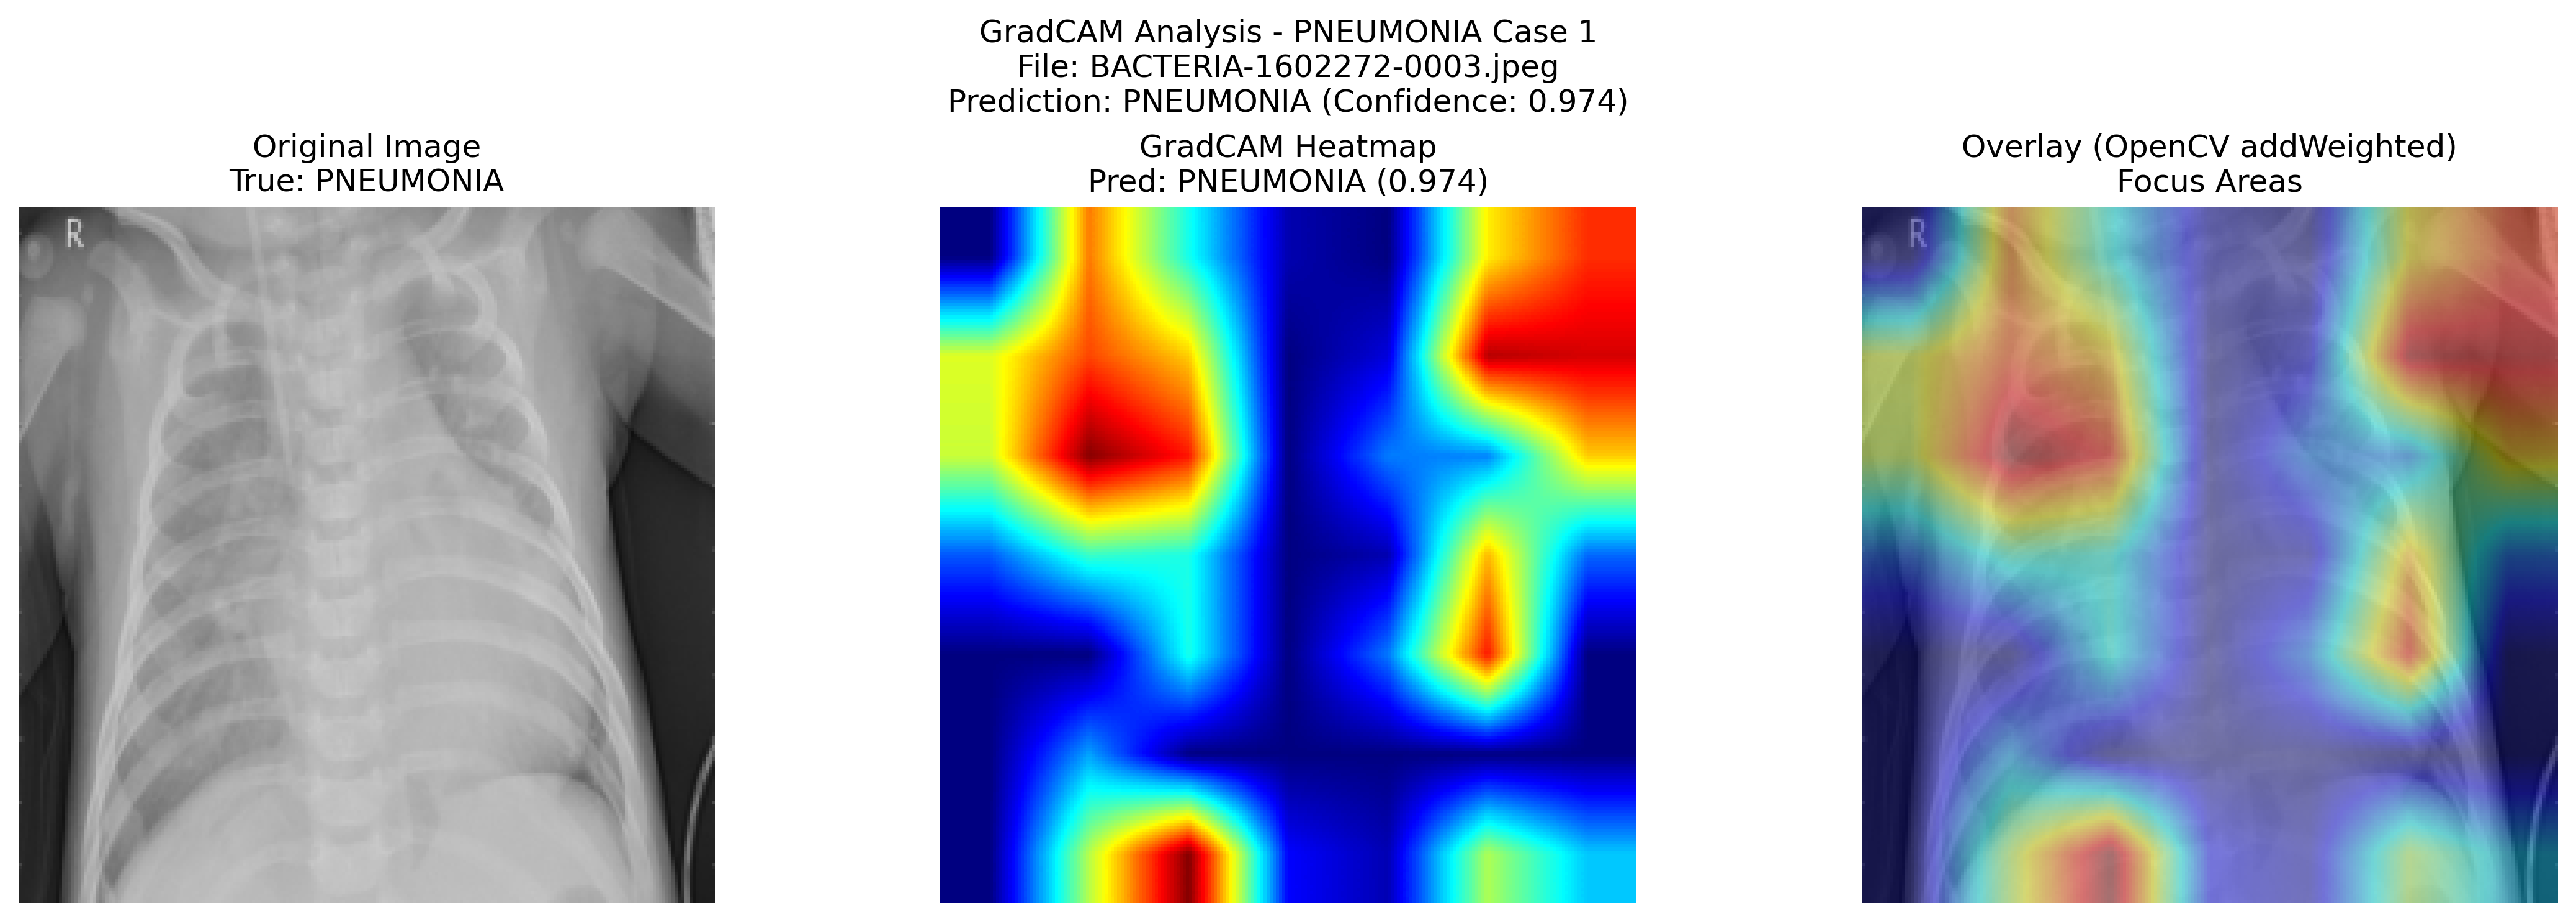 GradCAM Analysis - PNEUMONIA Case 1
File: BACTERIA-1602272-0003.jpeg
Prediction: PNEUMONIA (Confidence: 0.974)
Original Image
True: PNEUMONIA
GradCAM Heatmap
Pred: PNEUMONIA (0.974)
Overlay (OpenCV addWeighted)
Focus Areas
R
R